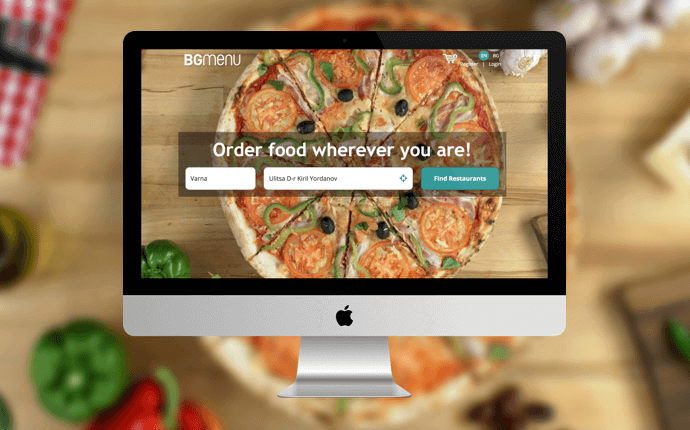 BGMENU
EN BG
Register | Login
Order food wherever you are!
Varna
Ulitsa D-r Kiril Yordanov
Find Restaurants